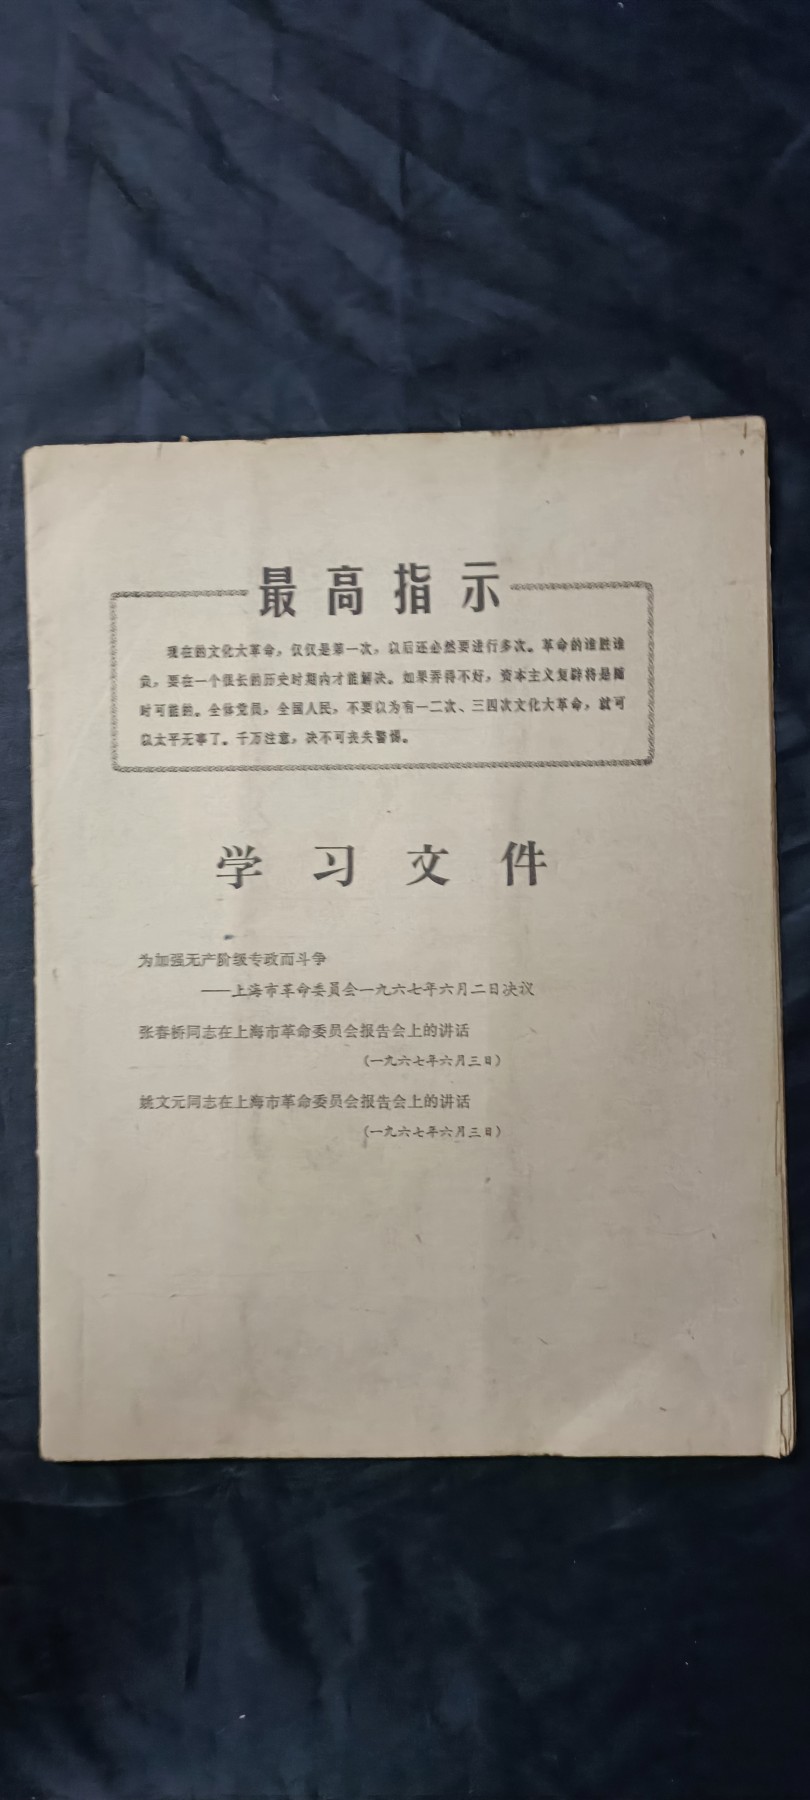 最高指示
现在的文化大革命，仅仅是第一次，以后还必然要进行多次。革命的谁胜谁
负，要在一个很长的历史时期内才能解决。如果弄得不好，资本主义复辟将是随
时可能的。全体党员，全国人民，不要以为有一二次、三四次文化大革命，就可
以太平无事了。千万注意，决不可丧失警惕。
学习文件
为加强无产阶级专政而斗争
——上海市革命委員会一九六七年六月二日决议
张春桥同志在上海市革命委员会报告会上的讲话
（一九六七年六月三日）
姚文元同志在上海市革命委员会报告会上的讲话
（一九六七年六月三日）